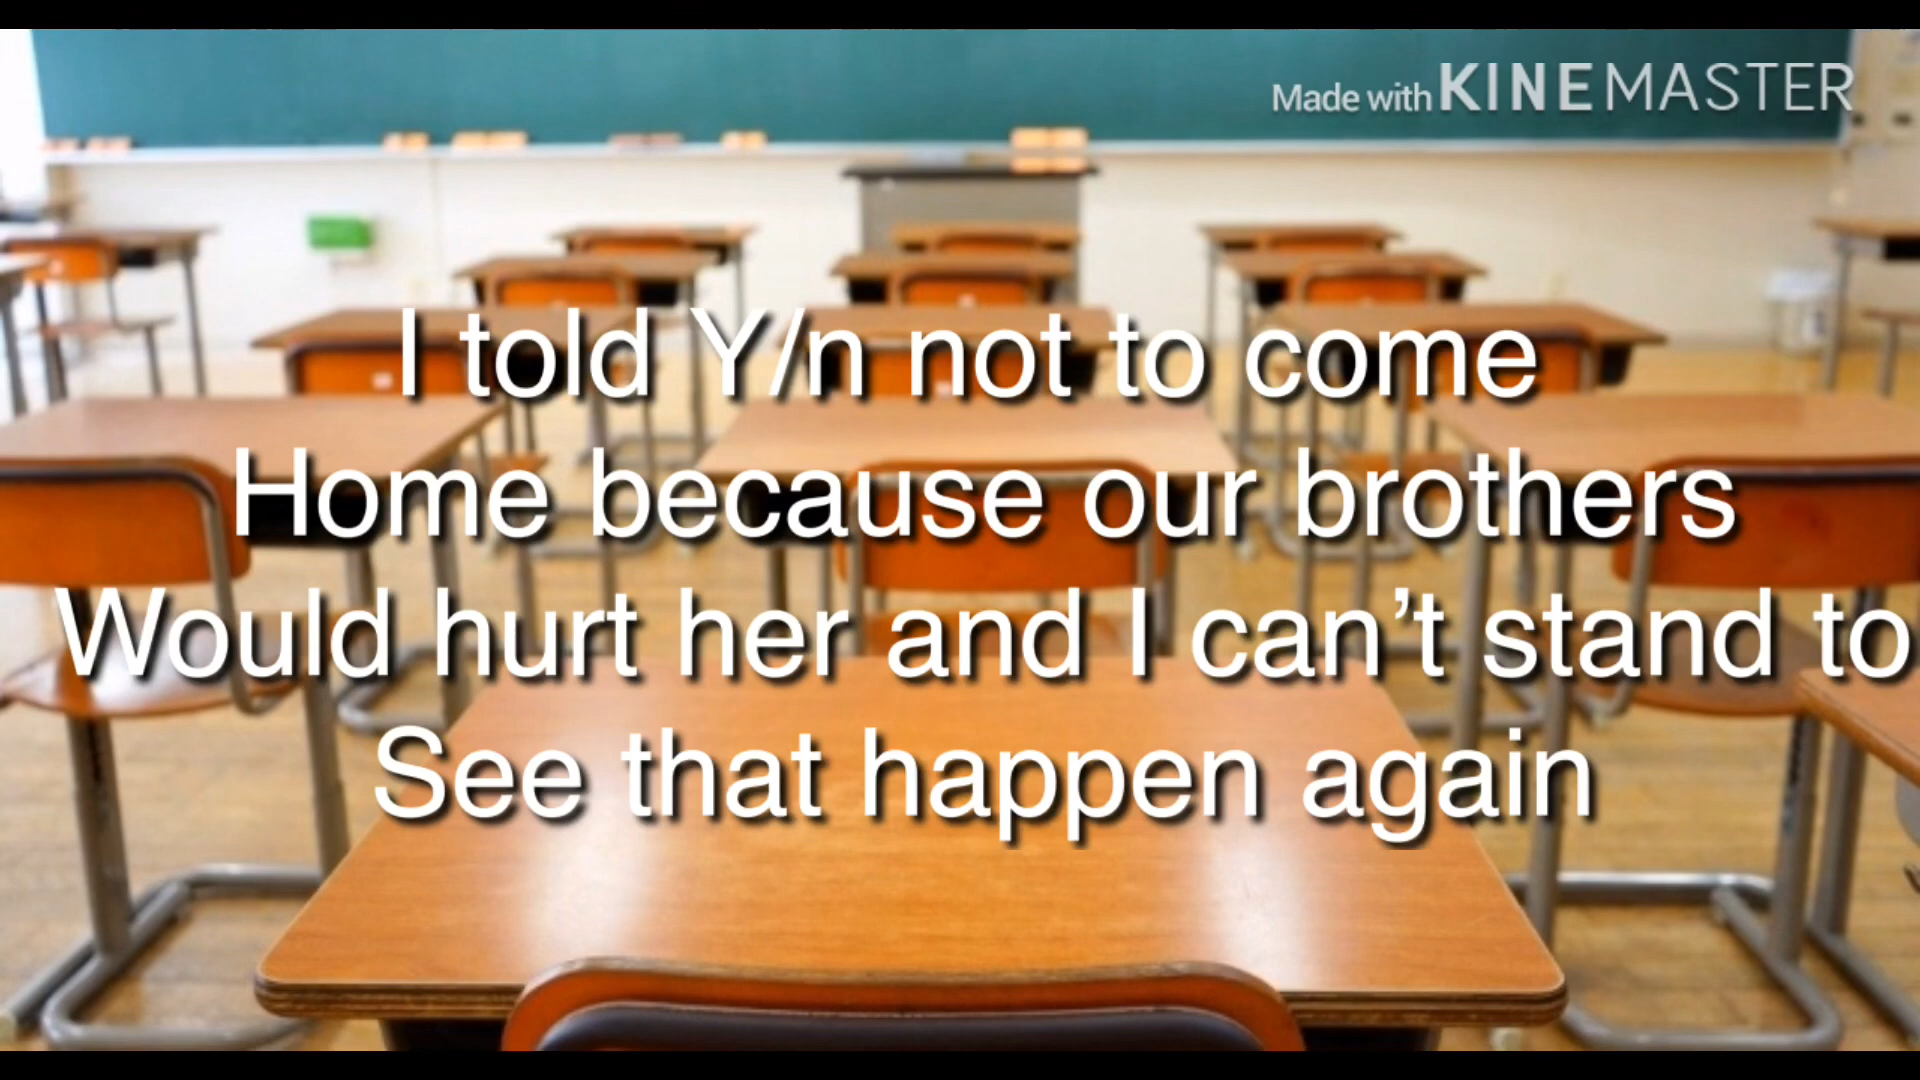 Made with KINEMASTER
I told Y/n not to come
Home because our brothers
Would hurt her and I can’t stand to
See that happen again